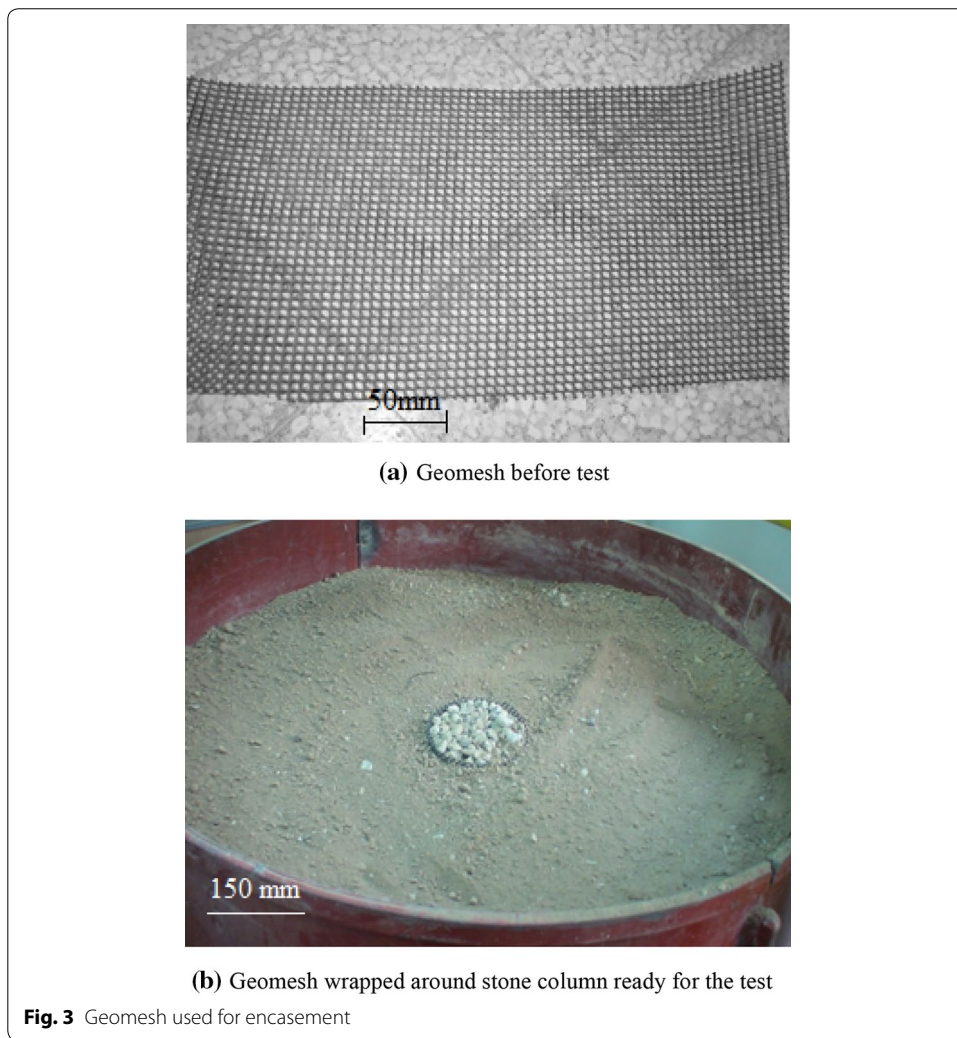 50mm
(a) Geomesh before test
150 mm
(b) Geomesh wrapped around stone column ready for the test
Fig. 3 Geomesh used for encasement